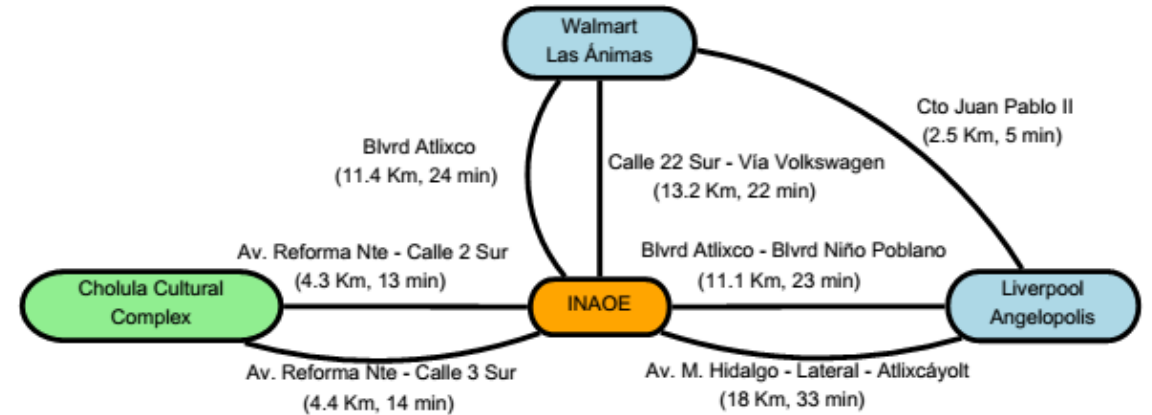 Walmart
Las Ánimas
Cto Juan Pablo II
(2.5 Km, 5 min)
Blvrd Atlixco
(11.4 Km, 24 min)
Calle 22 Sur - Vía Volkswagen
(13.2 Km, 22 min)
Av. Reforma Nte - Calle 2 Sur
(4.3 Km, 13 min)
Blvrd Atlixco - Blvrd Niño Poblano
(11.1 Km, 23 min)
Cholula Cultural
Complex
INAOE
Liverpool
Angelopolis
Av. Reforma Nte - Calle 3 Sur
(4.4 Km, 14 min)
Av. M. Hidalgo - Lateral - Atlixcáyolt
(18 Km, 33 min)